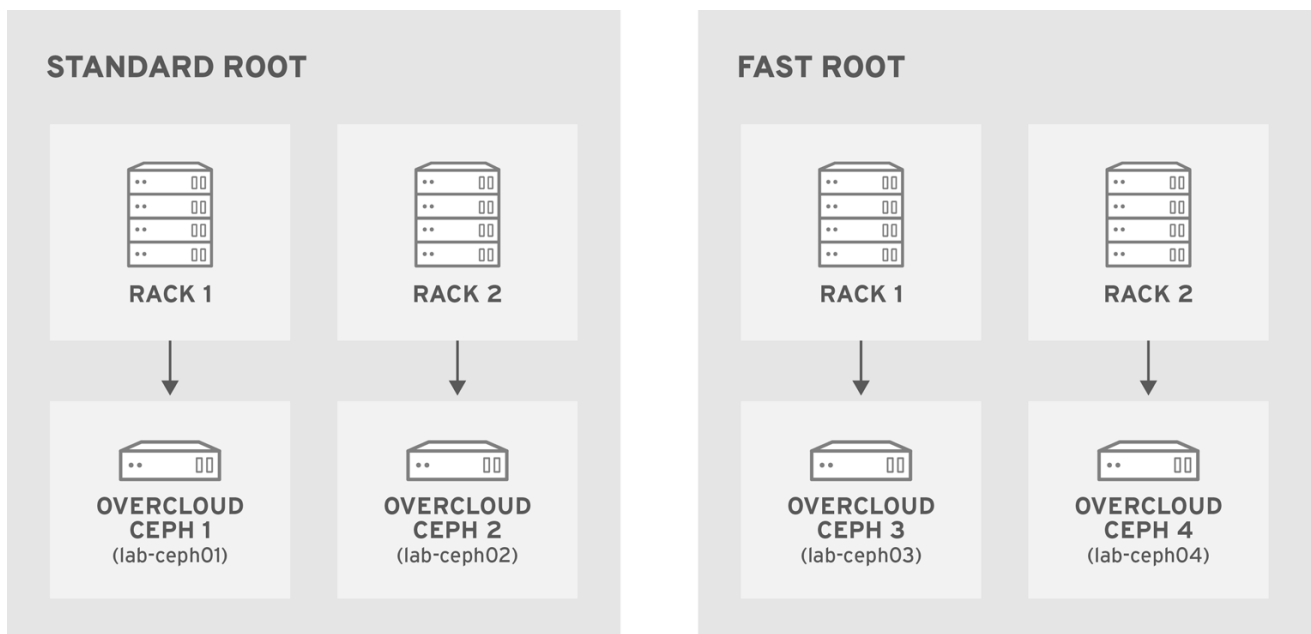 STANDARD ROOT
RACK 1
RACK 2
OVERCLOUD
CEPH 1
(lab-ceph01)
OVERCLOUD
CEPH 2
(lab-ceph02)
FAST ROOT
RACK 1
RACK 2
OVERCLOUD
CEPH 3
(lab-ceph03)
OVERCLOUD
CEPH 4
(lab-ceph04)